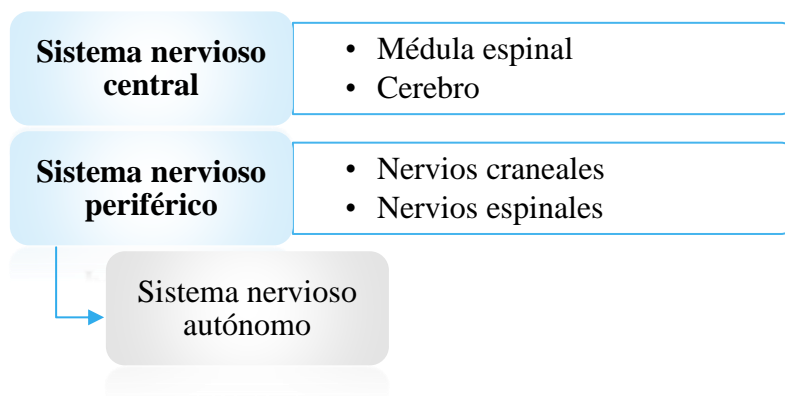 Sistema nervioso
central
• Médula espinal
• Cerebro
Sistema nervioso
periférico
• Nervios craneales
• Nervios espinales
Sistema nervioso
autónomo